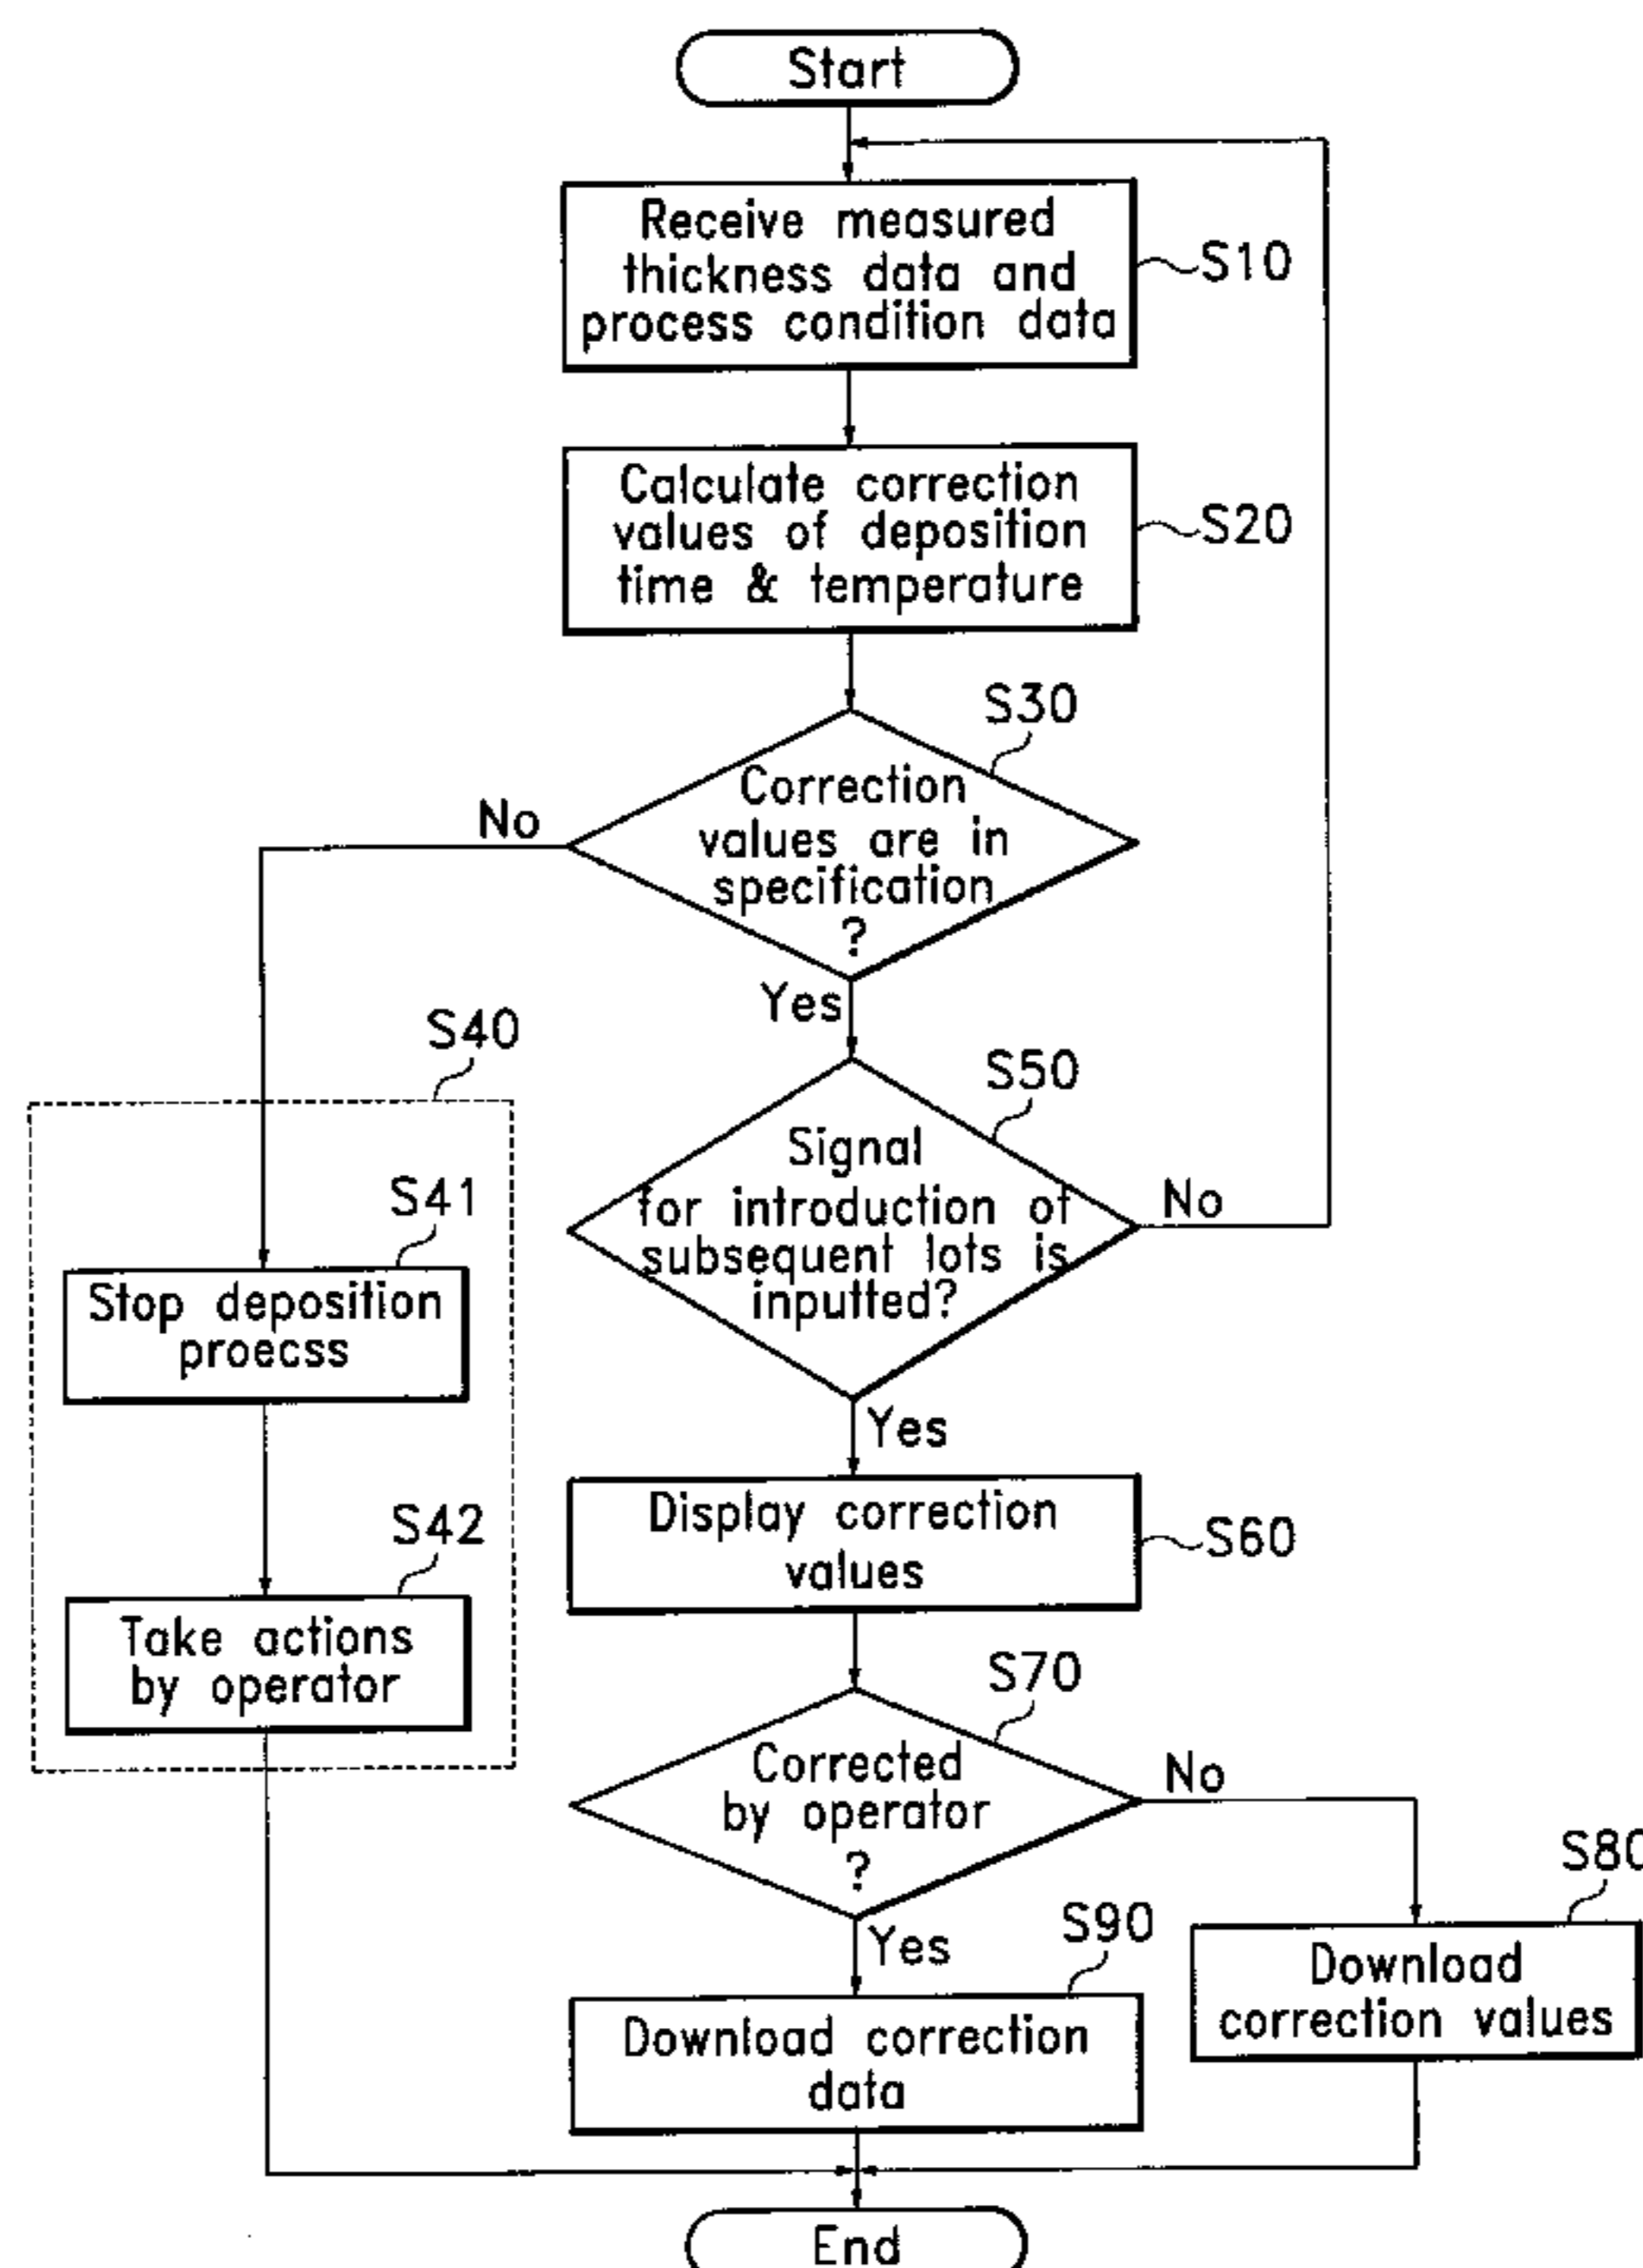 Start
Receive measured
thickness data and
process condition data
S10
Calculate correction
values of deposition
time & temperature
S20
S30
Correction
values are in
specification
?
No
Yes
S40
S50
Signal
for introduction of
subsequent lots is
inputted?
No
Yes
S41
Stop deposition
proecss
S42
Take actions
by operator
Display correction
values
S60
S70
Corrected
by operator
?
No
Yes
S80
Download
correction values
S90
Download correction
data
End